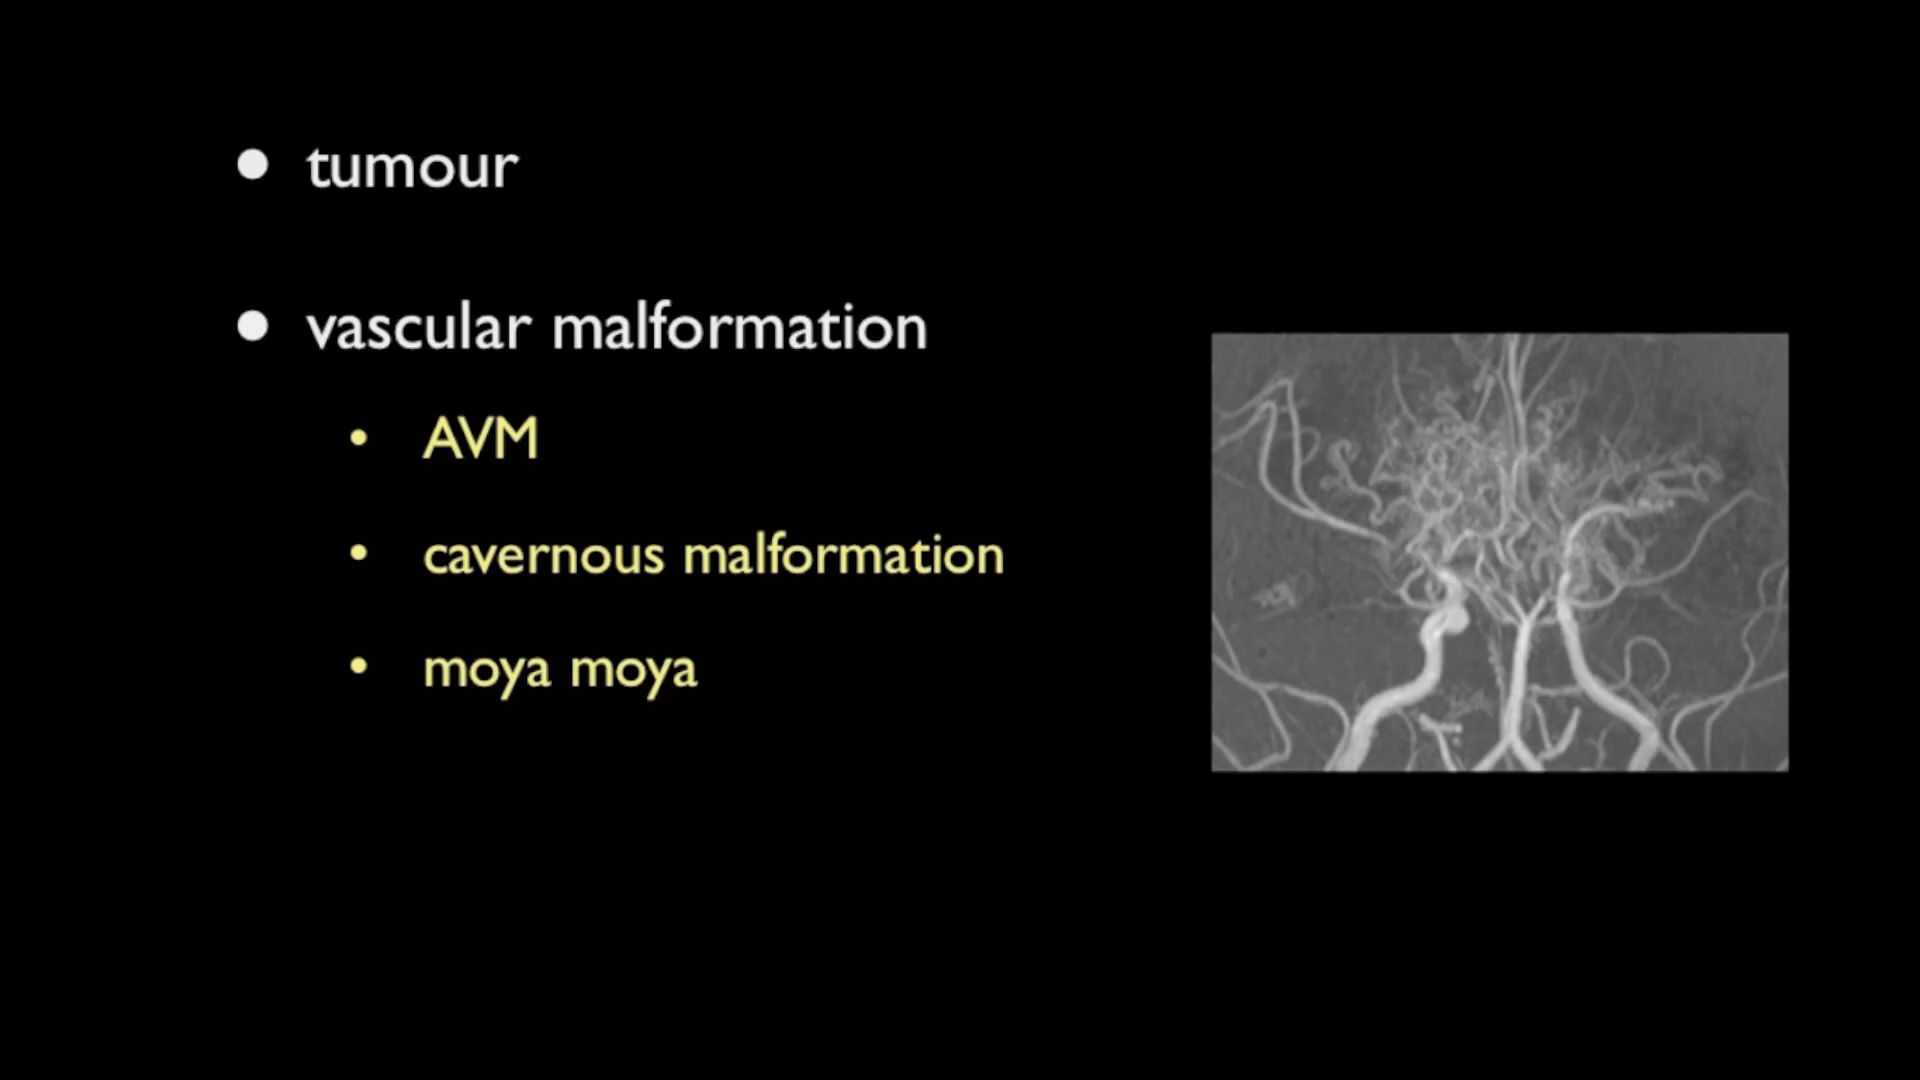 • tumour
• vascular malformation
• AVM
• cavernous malformation
• moya moya